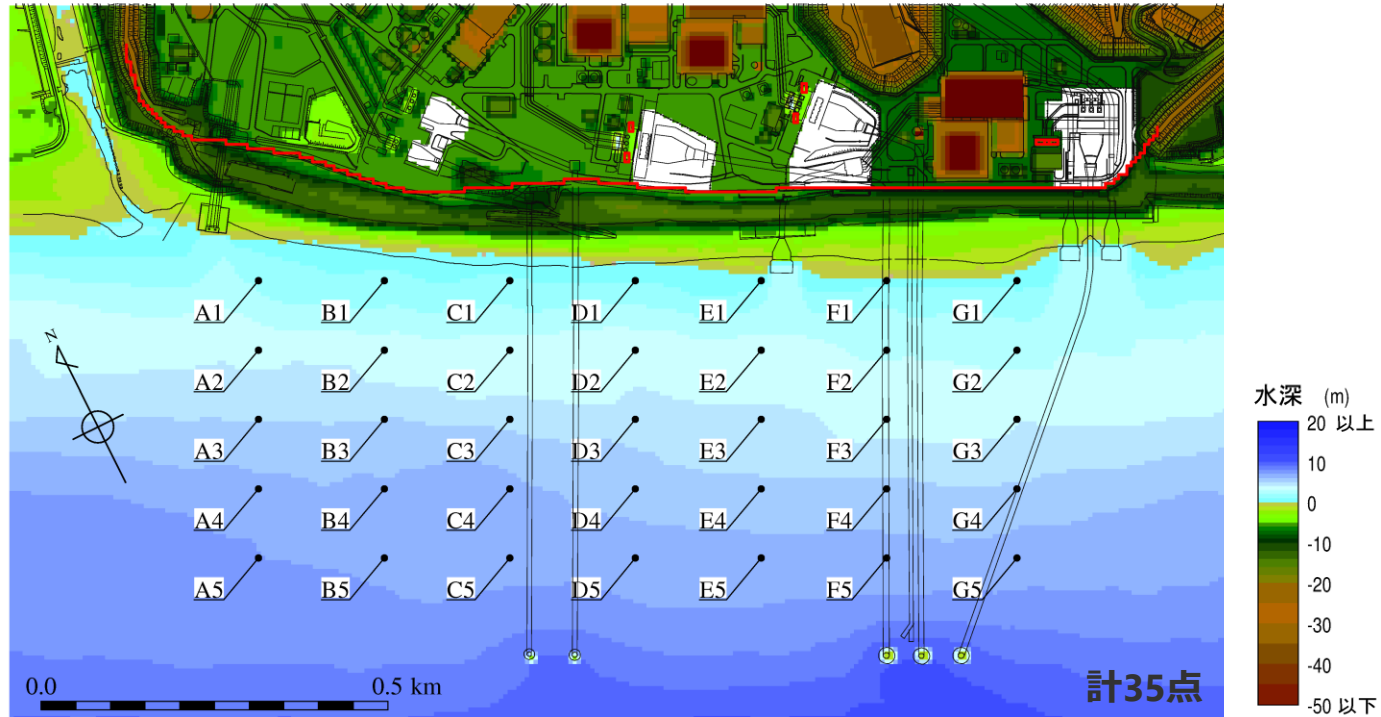 A1 B1 C1 D1 E1 F1 G1
N
A2 B2 C2 D2 E2 F2 G2
A3 B3 C3 D3 E3 F3 G3
A4 B4 C4 D4 E4 F4 G4
A5 B5 C5 D5 E5 F5 G5
0.0 0.5 km
計35点
水深 (m)
20 以上
10
0
-10
-20
-30
-40
-50 以下